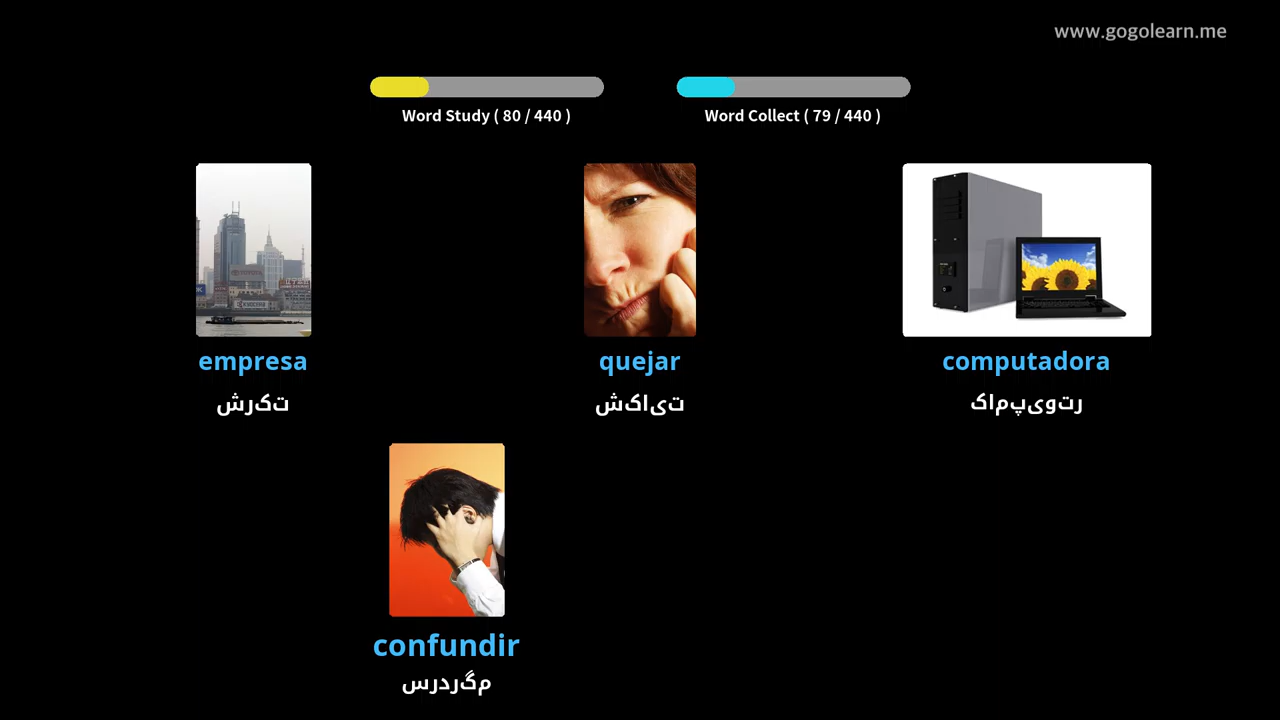 www.gogolearn.me
Word Study ( 80 / 440 )
Word Collect ( 79 / 440 )
empresa
quejar
computadora
تکرش
تیاکش
رتویپماک
confundir
مگردرس